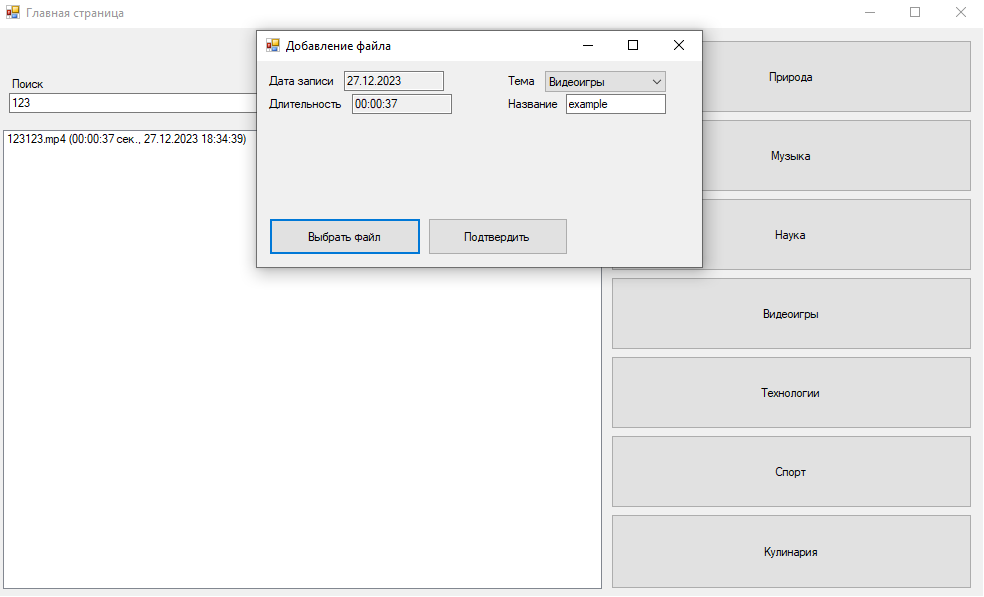 Главная страница
Добавление файла
Дата записи 27.12.2023 Тема Видеоигры
Длительность 00:00:37 Название example
Выбрать файл Подтвердить
Поиск
123
123123.mp4 (00:00:37 сек., 27.12.2023 18:34:39)
Природа
Музыка
Наука
Видеоигры
Технологии
Спорт
Кулинария